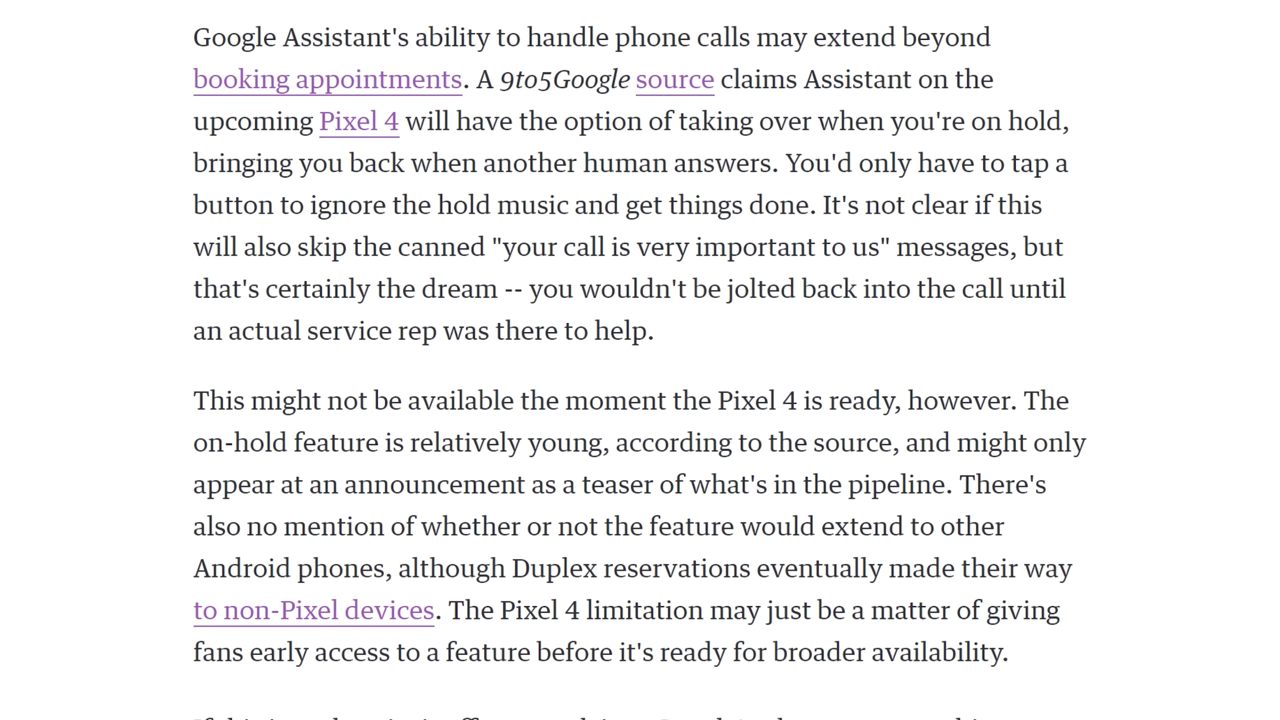 Google Assistant's ability to handle phone calls may extend beyond
booking appointments. A 9to5Google source claims Assistant on the
upcoming Pixel 4 will have the option of taking over when you're on hold,
bringing you back when another human answers. You'd only have to tap a
button to ignore the hold music and get things done. It's not clear if this
will also skip the canned "your call is very important to us" messages, but
that's certainly the dream -- you wouldn't be jolted back into the call until
an actual service rep was there to help.
This might not be available the moment the Pixel 4 is ready, however. The
on-hold feature is relatively young, according to the source, and might only
appear at an announcement as a teaser of what's in the pipeline. There's
also no mention of whether or not the feature would extend to other
Android phones, although Duplex reservations eventually made their way
to non-Pixel devices. The Pixel 4 limitation may just be a matter of giving
fans early access to a feature before it's ready for broader availability.